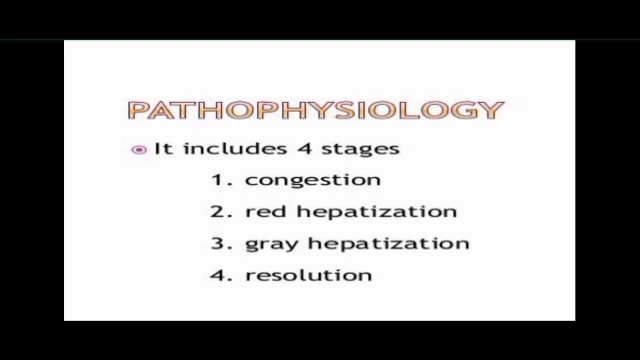 PATHOPHYSIOLOGY
It includes 4 stages
1. congestion
2. red hepatization
3. gray hepatization
4. resolution